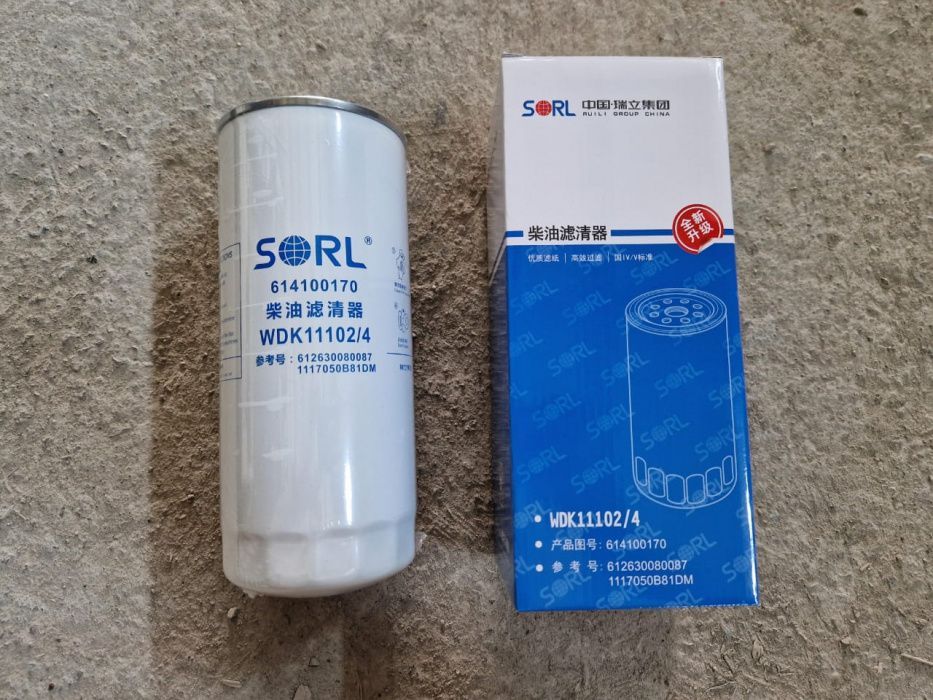 SORL®
614100170
柴油滤清器
WDK11102/4
参考号：612630080087
1117050B81DM
SORL 中国·瑞立集团
RUILI GROUP CHINA
全新
升级
柴油滤清器
优质滤纸 | 高效过滤 | 国IV/V标准
• WDK11102/4
• 产品图号：614100170
• 参 考 号：612630080087
1117050B81DM